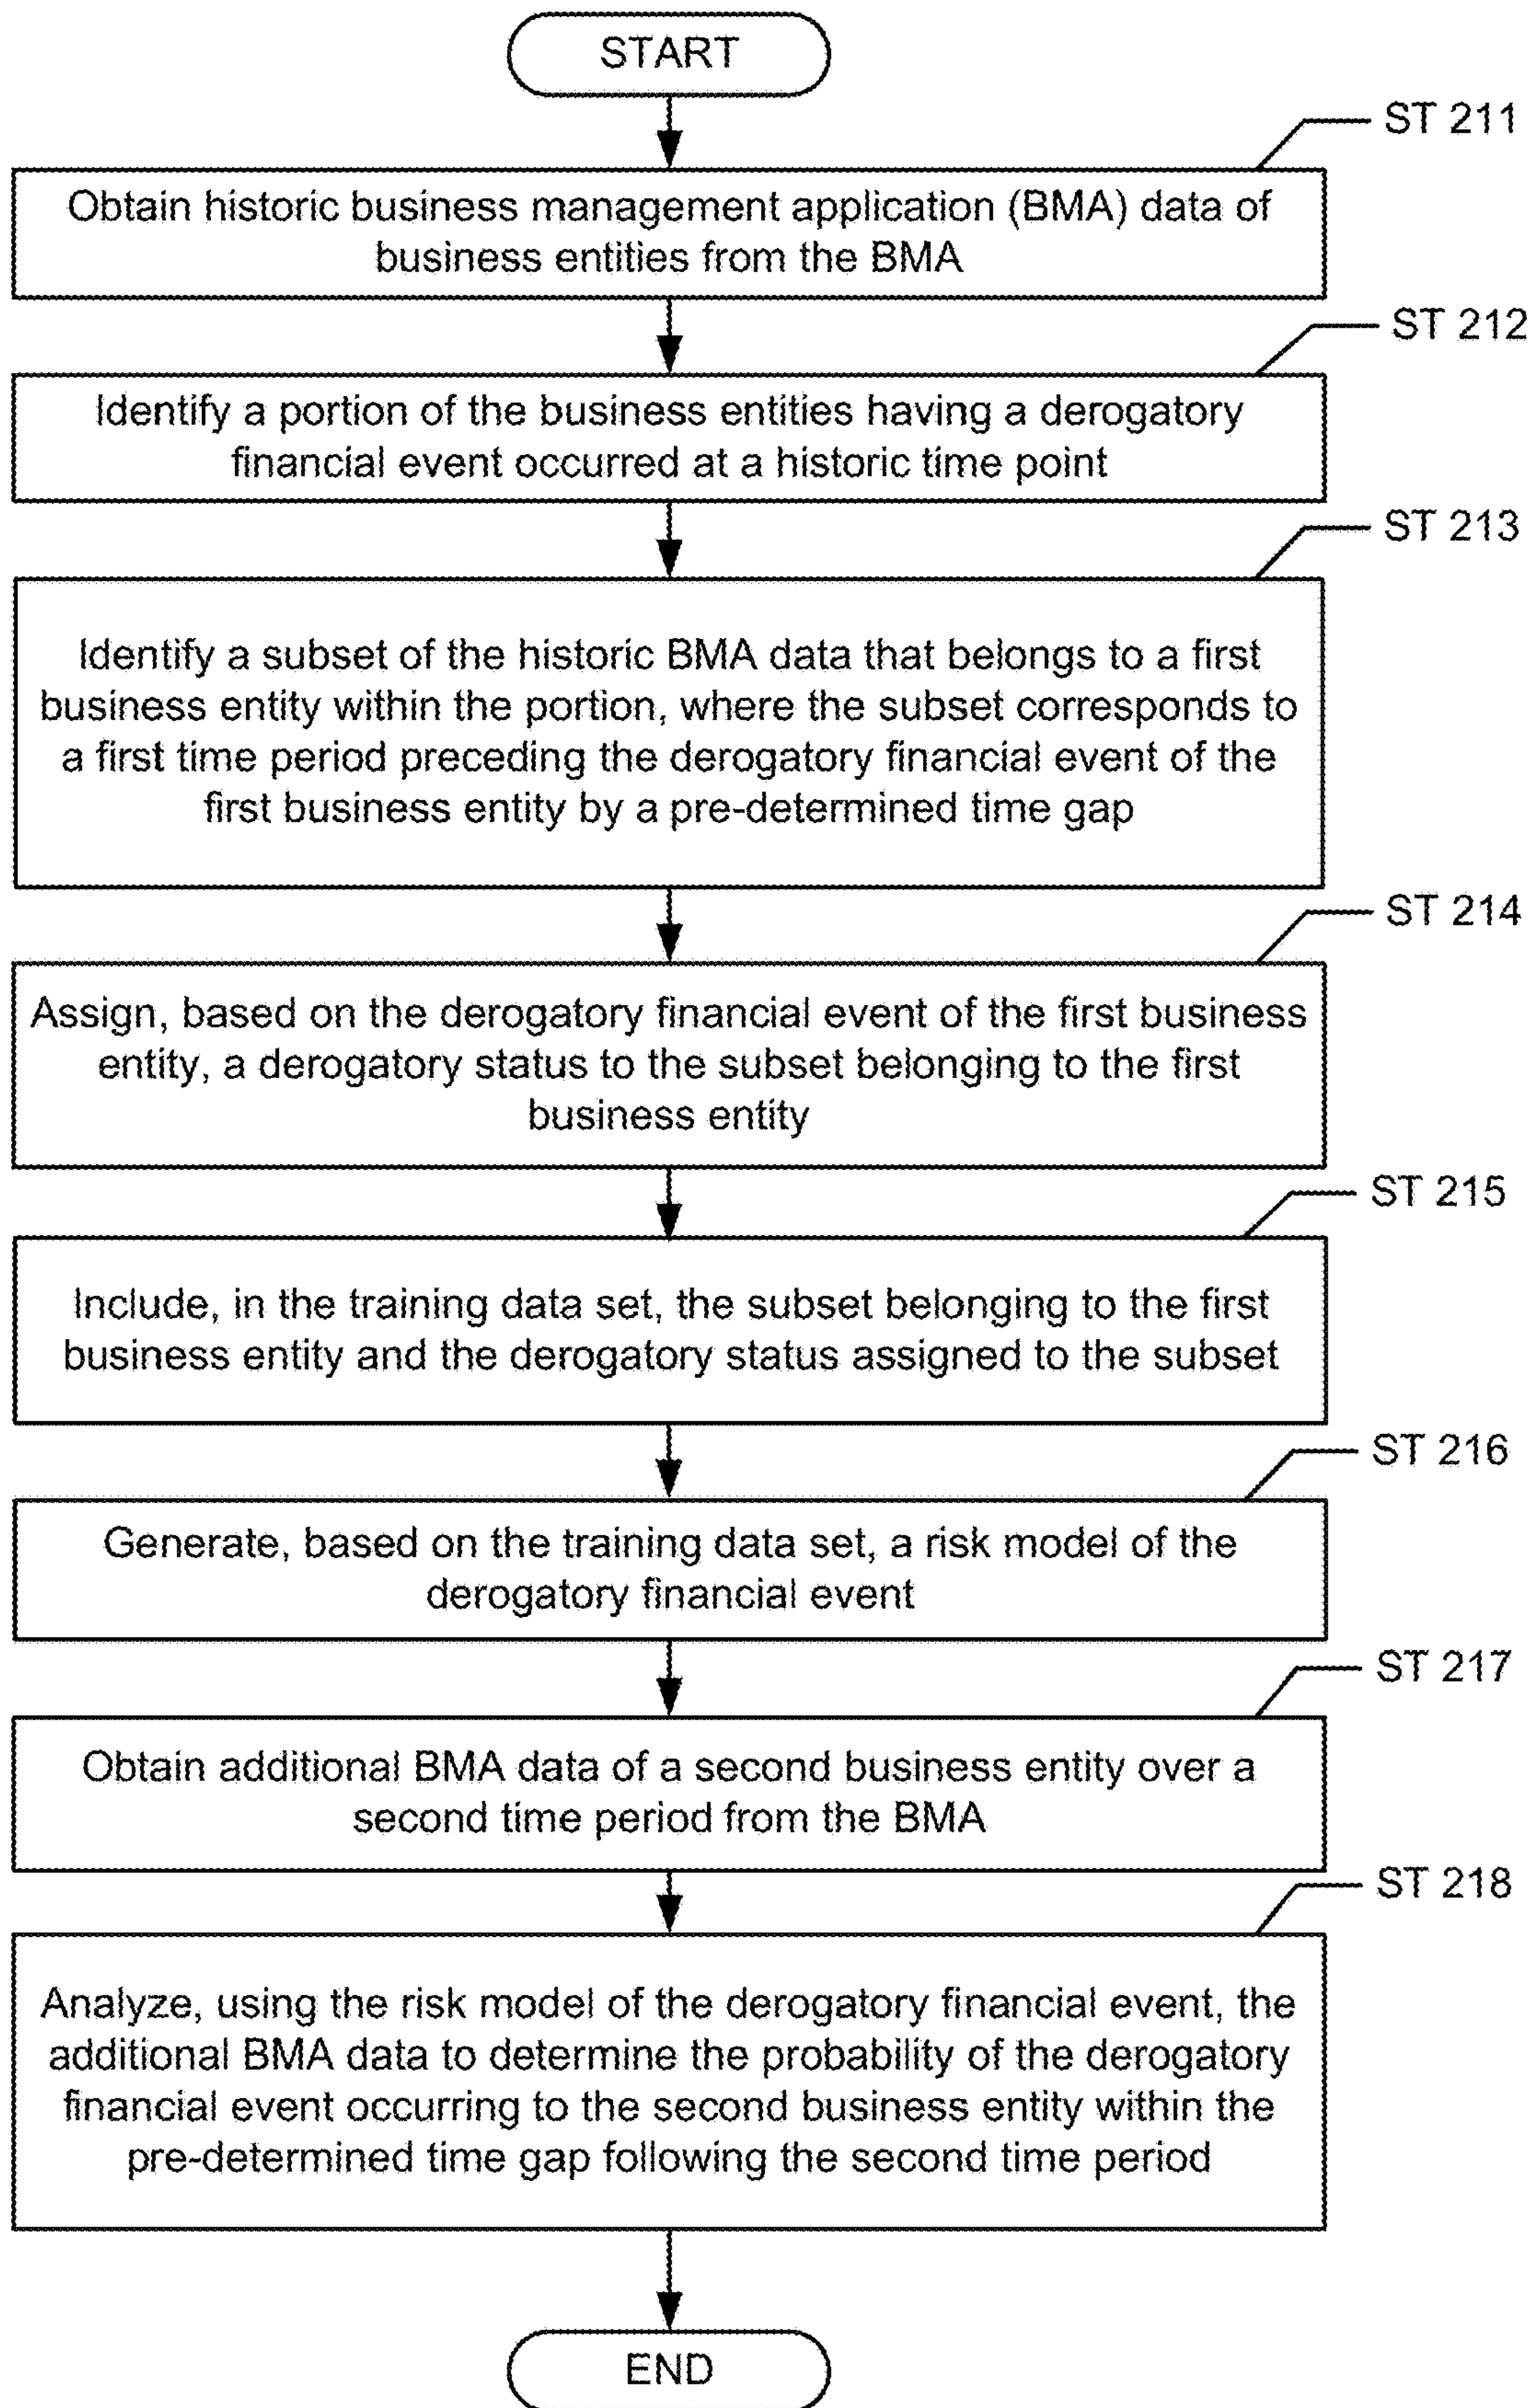 START
ST 211
Obtain historic business management application (BMA) data of
business entities from the BMA
ST 212
Identify a portion of the business entities having a derogatory
financial event occurred at a historic time point
ST 213
Identify a subset of the historic BMA data that belongs to a first
business entity within the portion, where the subset corresponds to
a first time period preceding the derogatory financial event of the
first business entity by a pre-determined time gap
ST 214
Assign, based on the derogatory financial event of the first business
entity, a derogatory status to the subset belonging to the first
business entity
ST 215
Include, in the training data set, the subset belonging to the first
business entity and the derogatory status assigned to the subset
ST 216
Generate, based on the training data set, a risk model of the
derogatory financial event
ST 217
Obtain additional BMA data of a second business entity over a
second time period from the BMA
ST 218
Analyze, using the risk model of the derogatory financial event, the
additional BMA data to determine the probability of the derogatory
financial event occurring to the second business entity within the
pre-determined time gap following the second time period
END